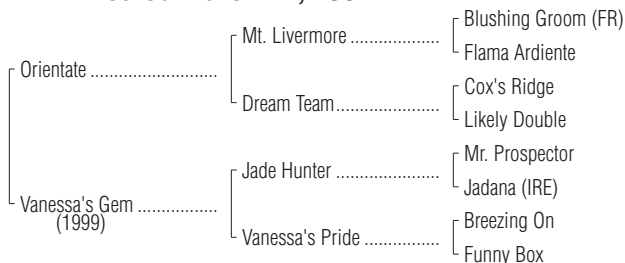 Blushing Groom (FR)
Mt. Livermore
Flama Ardiente
Orientate
Cox's Ridge
Dream Team
Likely Double
Mr. Prospector
Jade Hunter
Jadana (IRE)
Vanessa's Gem
(1999)
Breezing On
Vanessa's Pride
Funny Box